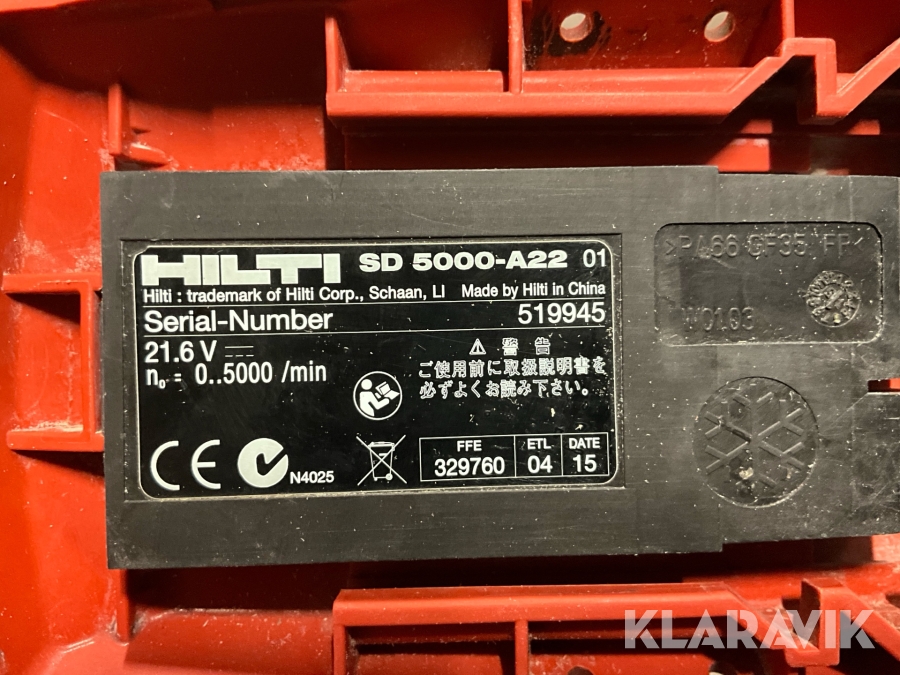 HILTI SD 5000-A22 01
Hilti : trademark of Hilti Corp., Schaan, LI Made by Hilti in China
Serial-Number 519945
21.6 V
n₀ = 0..5000 /min
⚠ 警告
ご使用前に取扱説明書を
必ずよくお読み下さい。
CE N4025
FFE ETL DATE
329760 04 15
>PA66 GF35 FP<
KLARAVIK